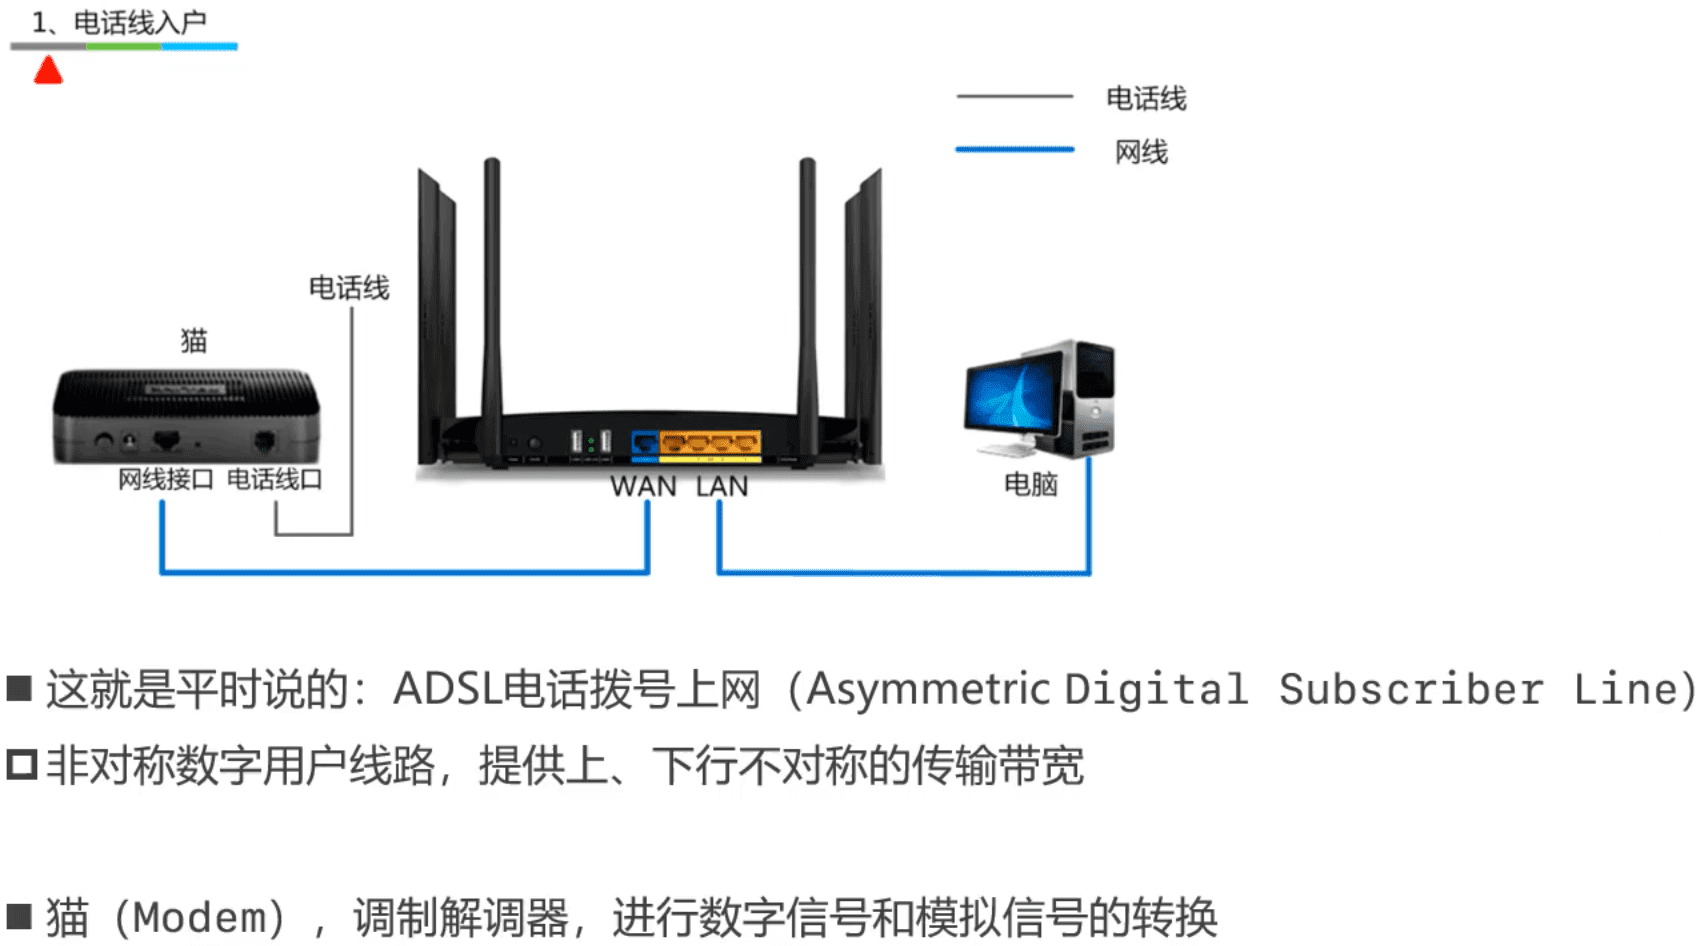 1、电话线入户
电话线
网线
电话线
猫
网线接口 电话线口
WAN LAN
电脑
这就是平时说的：ADSL电话拨号上网（Asymmetric Digital Subscriber Line）
非对称数字用户线路，提供上、下行不对称的传输带宽
猫（Modem），调制解调器，进行数字信号和模拟信号的转换